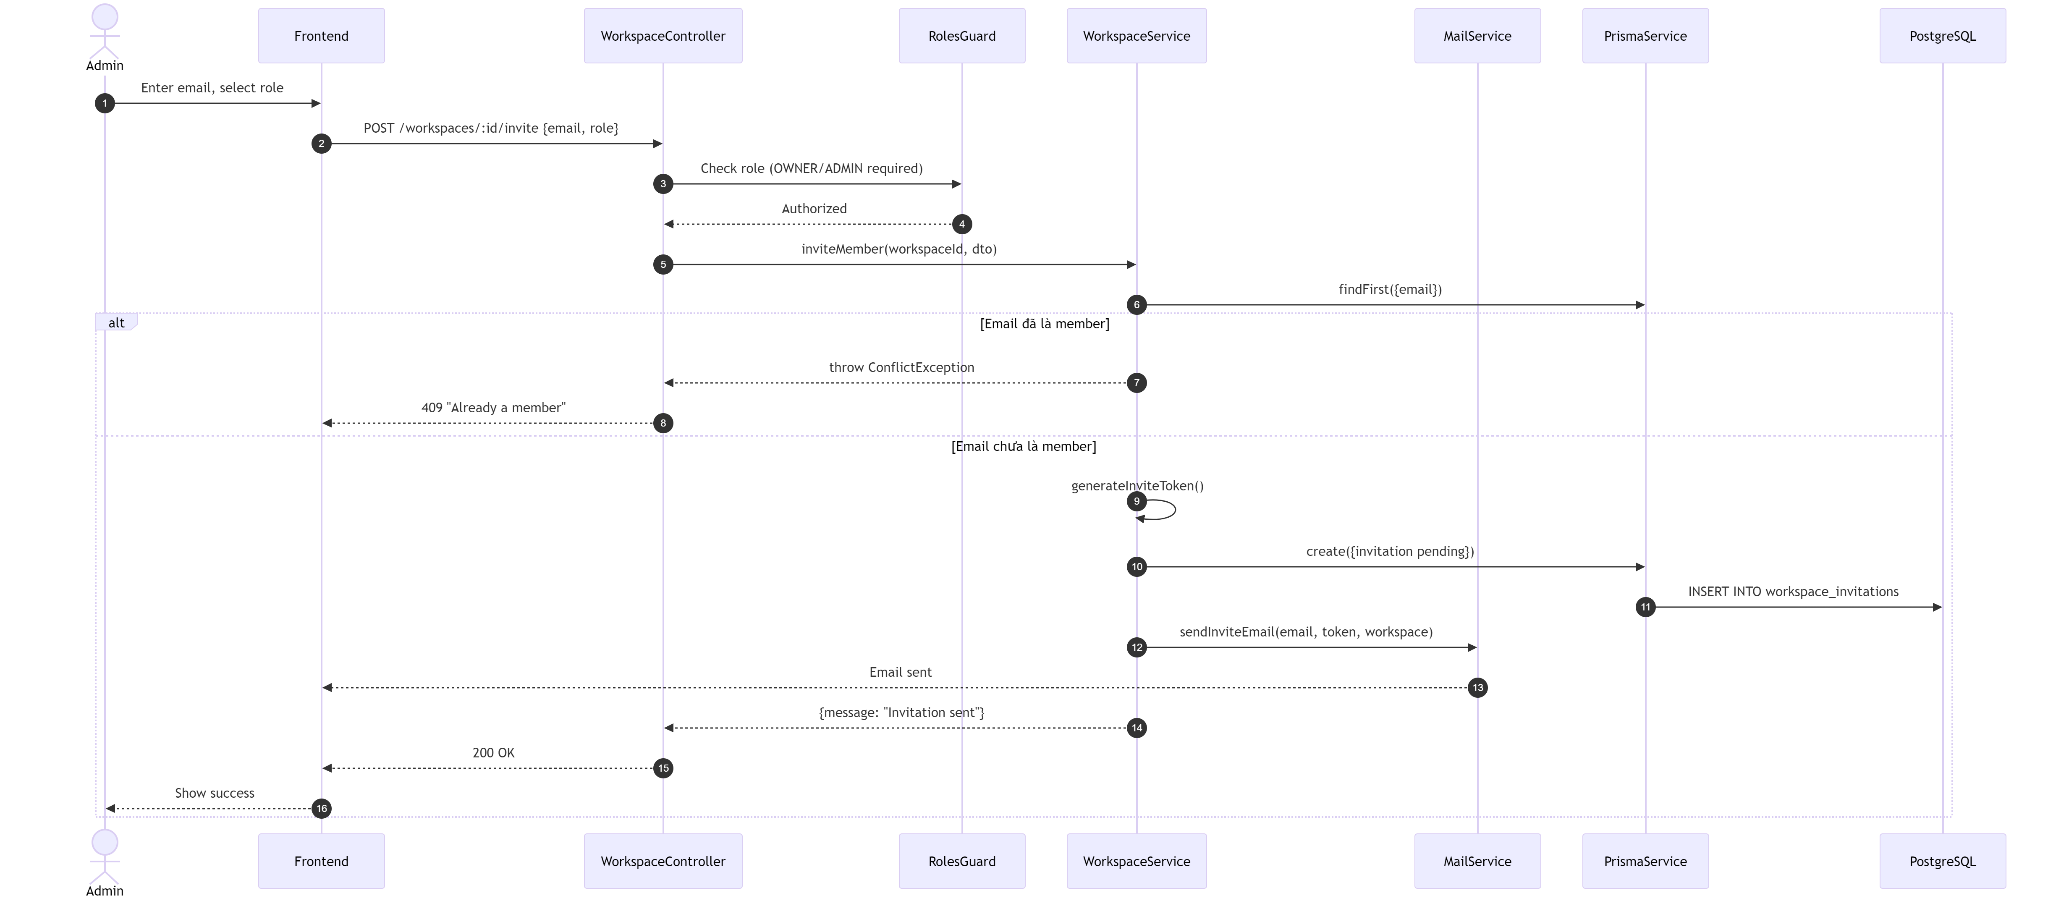 Admin
Frontend
WorkspaceController
RolesGuard
WorkspaceService
MailService
PrismaService
PostgreSQL
Enter email, select role
1
POST /workspaces/:id/invite {email, role}
2
Check role (OWNER/ADMIN required)
3
Authorized
4
inviteMember(workspaceId, dto)
5
findFirst({email})
6
alt
[Email đã là member]
throw ConflictException
7
409 "Already a member"
8
[Email chưa là member]
generateInviteToken()
9
create({invitation pending})
10
INSERT INTO workspace_invitations
11
sendInviteEmail(email, token, workspace)
12
Email sent
13
{message: "Invitation sent"}
14
200 OK
15
Show success
16
Admin
Frontend
WorkspaceController
RolesGuard
WorkspaceService
MailService
PrismaService
PostgreSQL